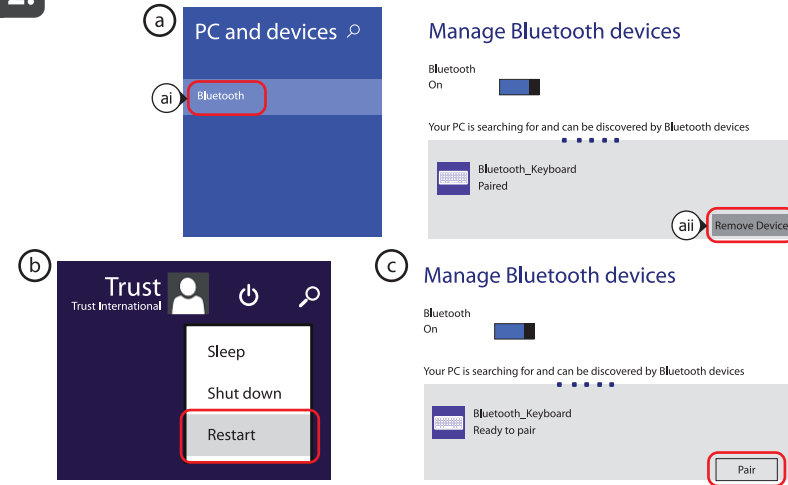 2.
a
PC and devices
ai
Bluetooth
Manage Bluetooth devices
Bluetooth
On
Your PC is searching for and can be discovered by Bluetooth devices
Bluetooth_Keyboard
Paired
aii
Remove Device
b
Trust
Trust International
Sleep
Shut down
Restart
c
Manage Bluetooth devices
Bluetooth
On
Your PC is searching for and can be discovered by Bluetooth devices
Bluetooth_Keyboard
Ready to pair
Pair